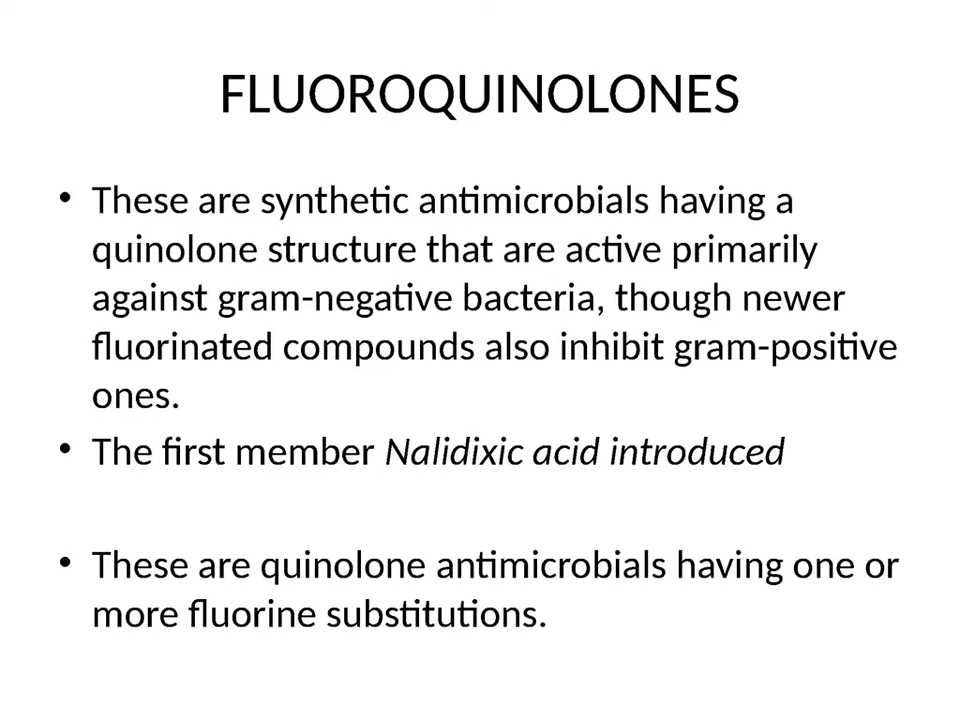 FLUOROQUINOLONES
• These are synthetic antimicrobials having a
quinolone structure that are active primarily
against gram-negative bacteria, though newer
fluorinated compounds also inhibit gram-positive
ones.
• The first member Nalidixic acid introduced
• These are quinolone antimicrobials having one or
more fluorine substitutions.